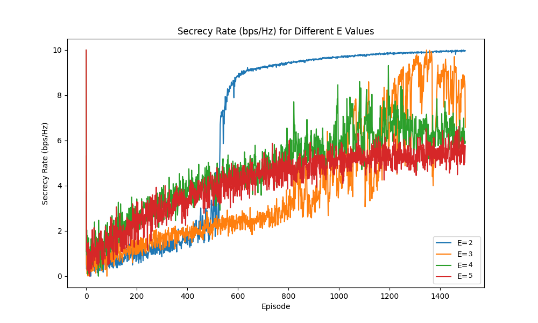 Secrecy Rate (bps/Hz) for Different E Values
Secrecy Rate (bps/Hz)
10
8
6
4
2
0
0
200
400
600
800
1000
1200
1400
Episode
E=2
E=3
E=4
E=5